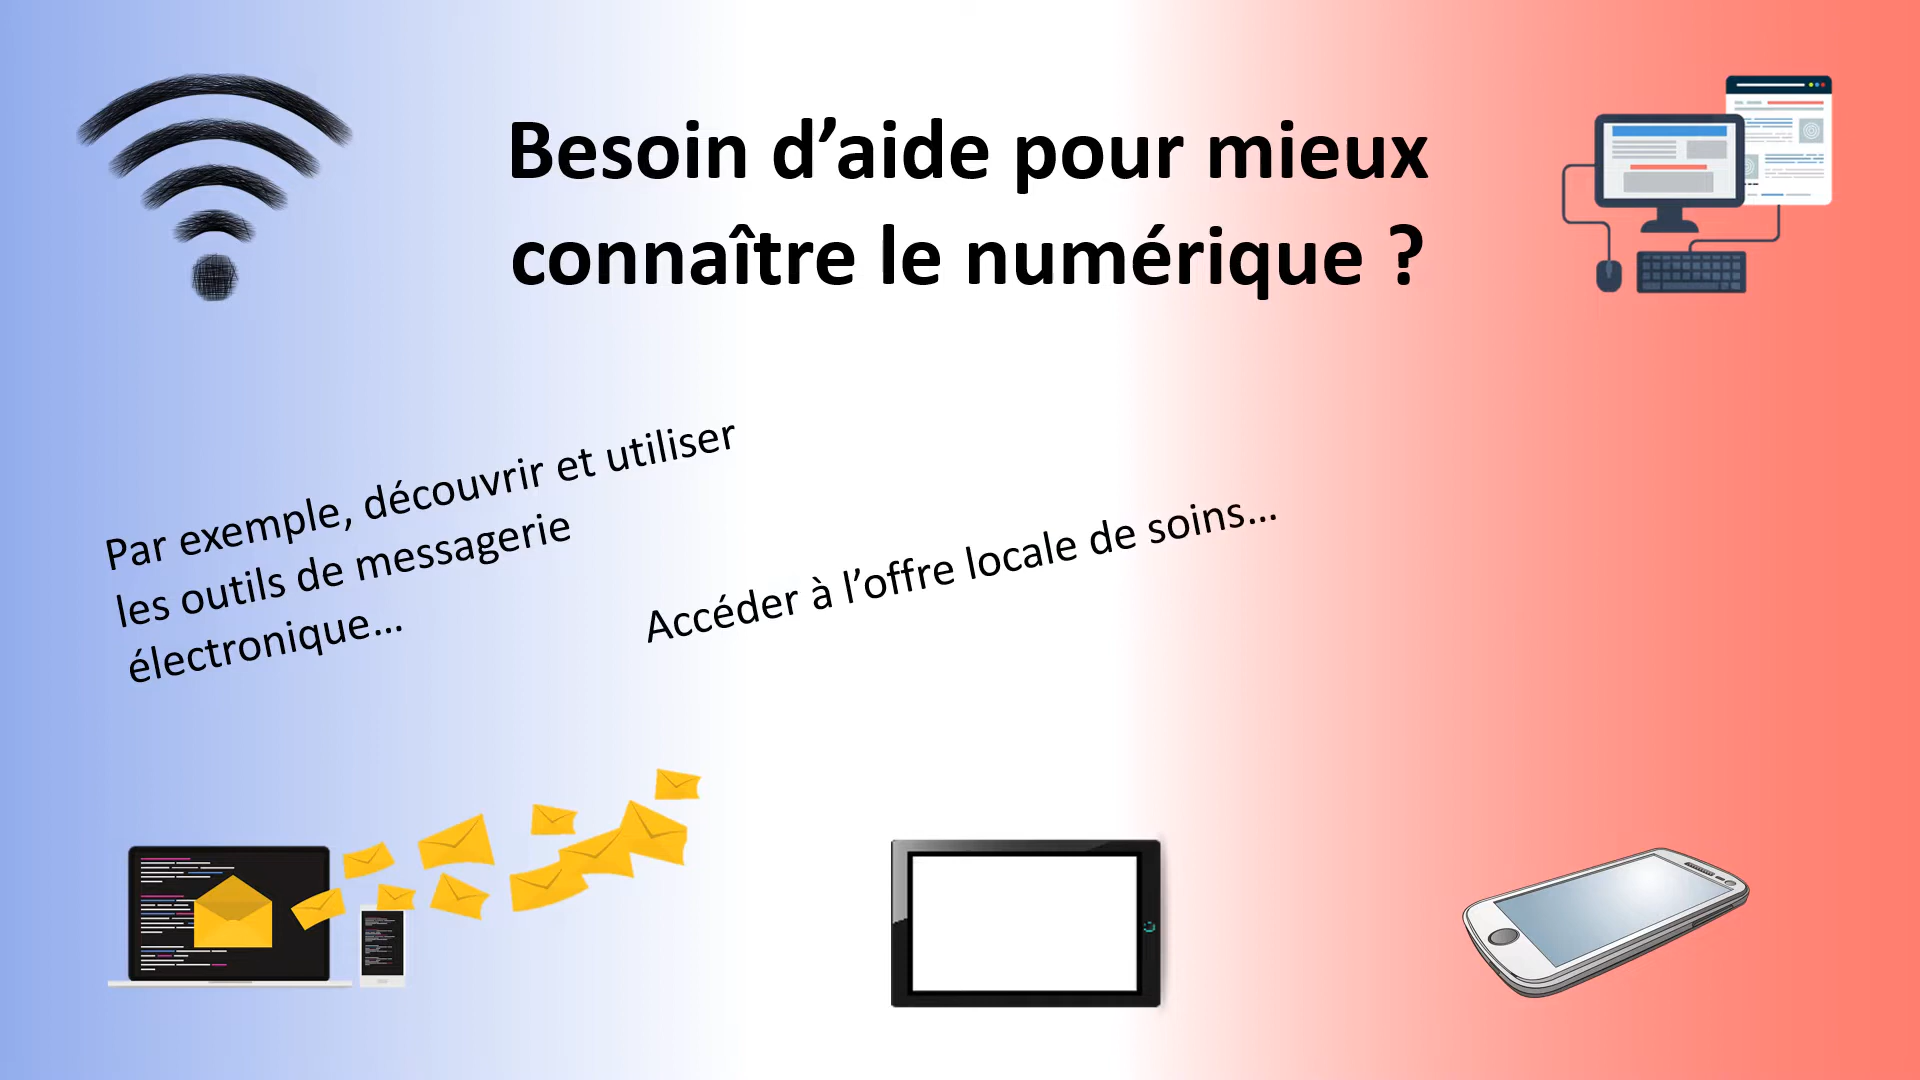 Besoin d’aide pour mieux
connaître le numérique ?
Par exemple, découvrir et utiliser
les outils de messagerie
électronique…
Accéder à l’offre locale de soins…